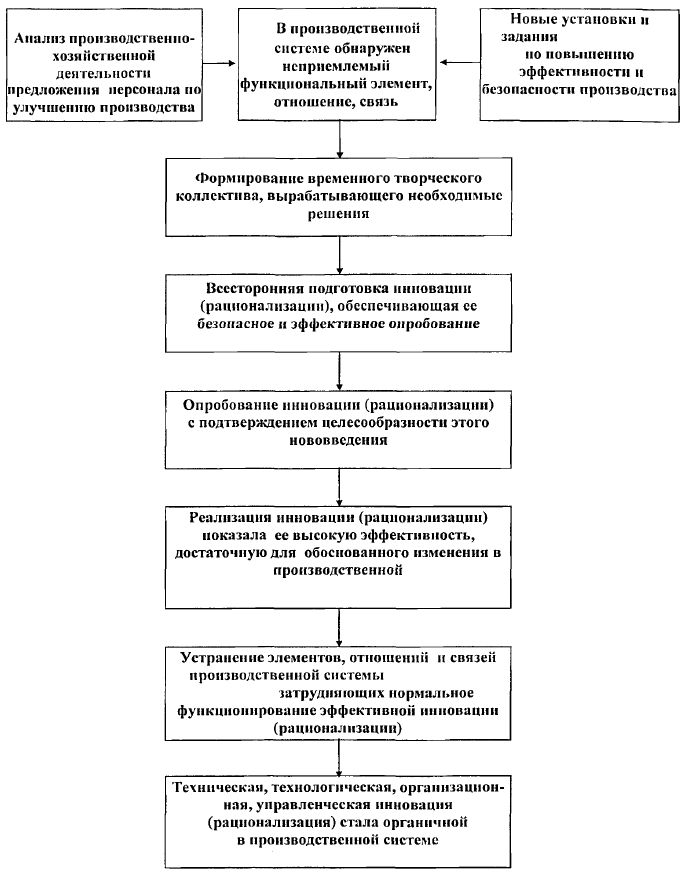 Анализ производственно-
хозяйственной
деятельности
предложения персонала по
улучшению производства
В производственной
системе обнаружен
неприемлемый
функциональный элемент,
отношение, связь
Новые установки и
задания
по повышению
эффективности и
безопасности производства
Формирование временного творческого
коллектива, вырабатывающего необходимые
решения
Всесторонняя подготовка инновации
(рационализации), обеспечивающая ее
безопасное и эффективное опробование
Опробование инновации (рационализации)
с подтверждением целесообразности этого
нововведения
Реализация инновации (рационализации)
показала ее высокую эффективность,
достаточную для обоснованного изменения в
производственной
Устранение элементов, отношений и связей
производственной системы
затрудняющих нормальное
функционирование эффективной инновации
(рационализации)
Техническая, технологическая, организацион-
ная, управленческая инновация
(рационализация) стала органичной
в производственной системе